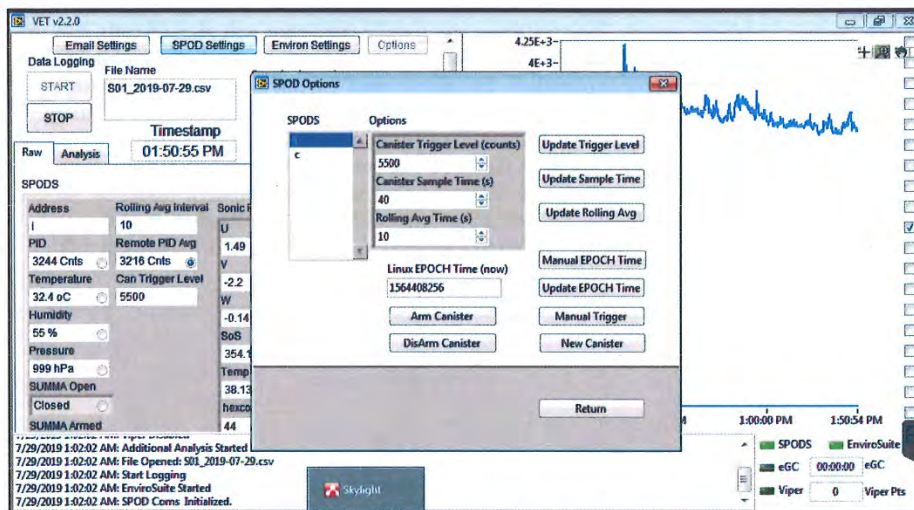 VET v2.2.0
Email Settings SPOD Settings Environ Settings Options
Data Logging
File Name
START
S01_2019-07-29.csv
STOP
Timestamp
01:50:55 PM
Raw Analysis
SPODS
Address Rolling Avg Interval
10
PID Remote PID Avg
3244 Cnts 3216 Cnts
Temperature Can Trigger Level
32.4 oC 5500
Humidity
55 %
Pressure
999 hPa
SUMMA Open
Closed
SUMMA Armed
U
1.49
V
-2.2
W
-0.14
SoS
354.1
Temp
38.13
44
SPOD Options
SPODS Options
c
Canister Trigger Level (counts)
5500
Canister Sample Time (s)
40
Rolling Avg Time (s)
10
Update Trigger Level
Update Sample Time
Update Rolling Avg
Linux EPOCH Time (now)
1564408256
Manual EPOCH Time
Update EPOCH Time
Arm Canister Manual Trigger
DisArm Canister New Canister
Return
4.25E+3
4E+3
1:00:00 PM 1:50:54 PM
7/29/2019 1:02:02 AM: Additional Analysis Started
7/29/2019 1:02:02 AM: File Opened: S01_2019-07-29.csv
7/29/2019 1:02:02 AM: Start Logging
7/29/2019 1:02:02 AM: EnviroSuite Started
7/29/2019 1:02:02 AM: SPOD Coms Initialized.
Skylight
SPODS EnviroSuite
eGC 00:00:00 eGC
Viper 0 Viper Pts